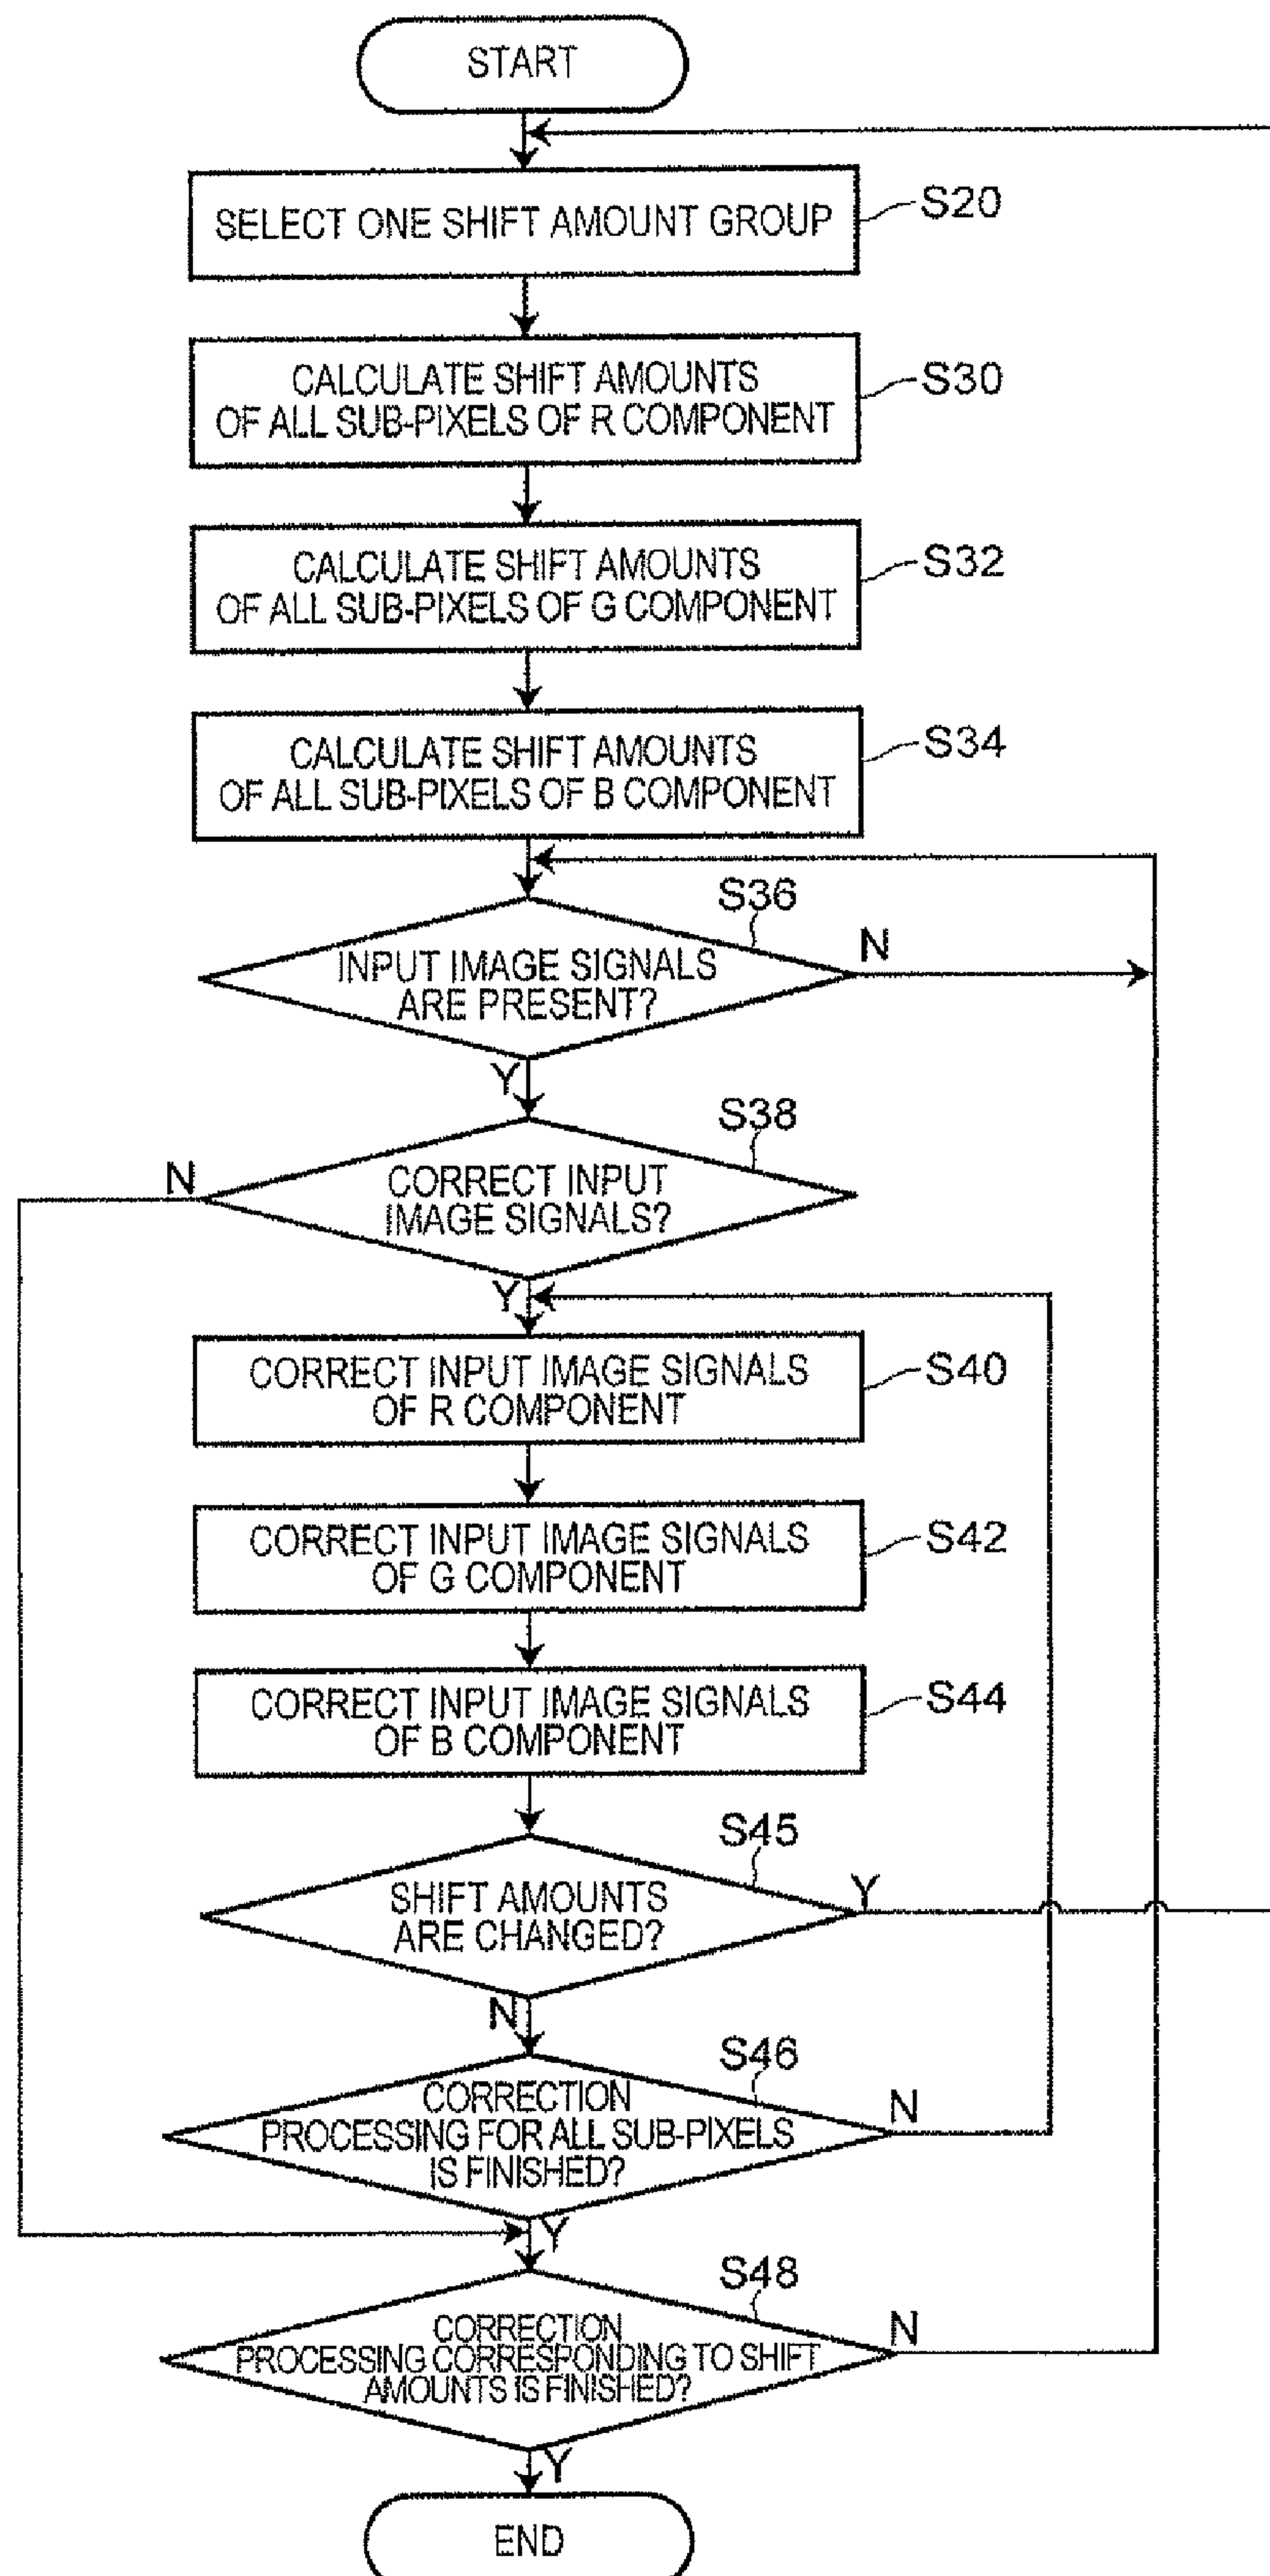 START
SELECT ONE SHIFT AMOUNT GROUP
S20
CALCULATE SHIFT AMOUNTS
OF ALL SUB-PIXELS OF R COMPONENT
S30
CALCULATE SHIFT AMOUNTS
OF ALL SUB-PIXELS OF G COMPONENT
S32
CALCULATE SHIFT AMOUNTS
OF ALL SUB-PIXELS OF B COMPONENT
S34
S36
INPUT IMAGE SIGNALS
ARE PRESENT?
N
Y
S38
N
CORRECT INPUT
IMAGE SIGNALS?
Y
CORRECT INPUT IMAGE SIGNALS
OF R COMPONENT
S40
CORRECT INPUT IMAGE SIGNALS
OF G COMPONENT
S42
CORRECT INPUT IMAGE SIGNALS
OF B COMPONENT
S44
S45
SHIFT AMOUNTS
ARE CHANGED?
Y
N
S46
CORRECTION
PROCESSING FOR ALL SUB-PIXELS
IS FINISHED?
N
Y
S48
CORRECTION
PROCESSING CORRESPONDING TO SHIFT
AMOUNTS IS FINISHED?
N
Y
END